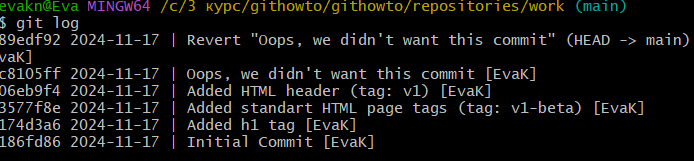 evakn@Eva MINGW64 /c/3 курс/githowto/githowto/repositories/work (main)
$ git log
89edf92 2024-11-17 | Revert "Oops, we didn't want this commit" (HEAD -> main)
vaK]
c8105ff 2024-11-17 | Oops, we didn't want this commit [EvaK]
06eb9f4 2024-11-17 | Added HTML header (tag: v1) [EvaK]
3577f8e 2024-11-17 | Added standart HTML page tags (tag: v1-beta) [EvaK]
174d3a6 2024-11-17 | Added h1 tag [EvaK]
186fd86 2024-11-17 | Initial Commit [EvaK]